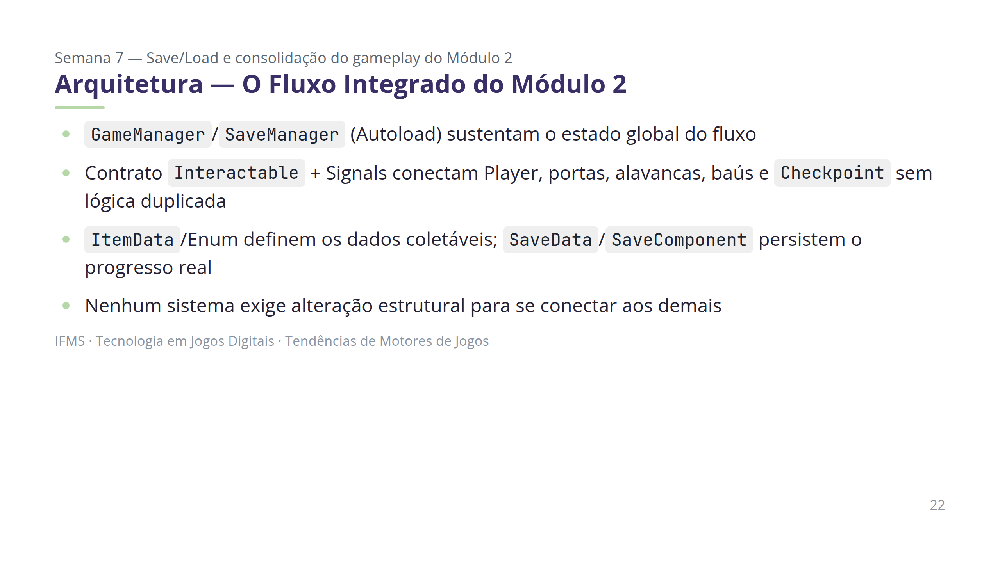 Semana 7 — Save/Load e consolidação do gameplay do Módulo 2
Arquitetura — O Fluxo Integrado do Módulo 2
GameManager/SaveManager (Autoload) sustentam o estado global do fluxo
Contrato Interactable + Signals conectam Player, portas, alavancas, baús e Checkpoint sem
lógica duplicada
ItemData/Enum definem os dados coletáveis; SaveData/SaveComponent persistem o
progresso real
Nenhum sistema exige alteração estrutural para se conectar aos demais
IFMS · Tecnologia em Jogos Digitais · Tendências de Motores de Jogos
22